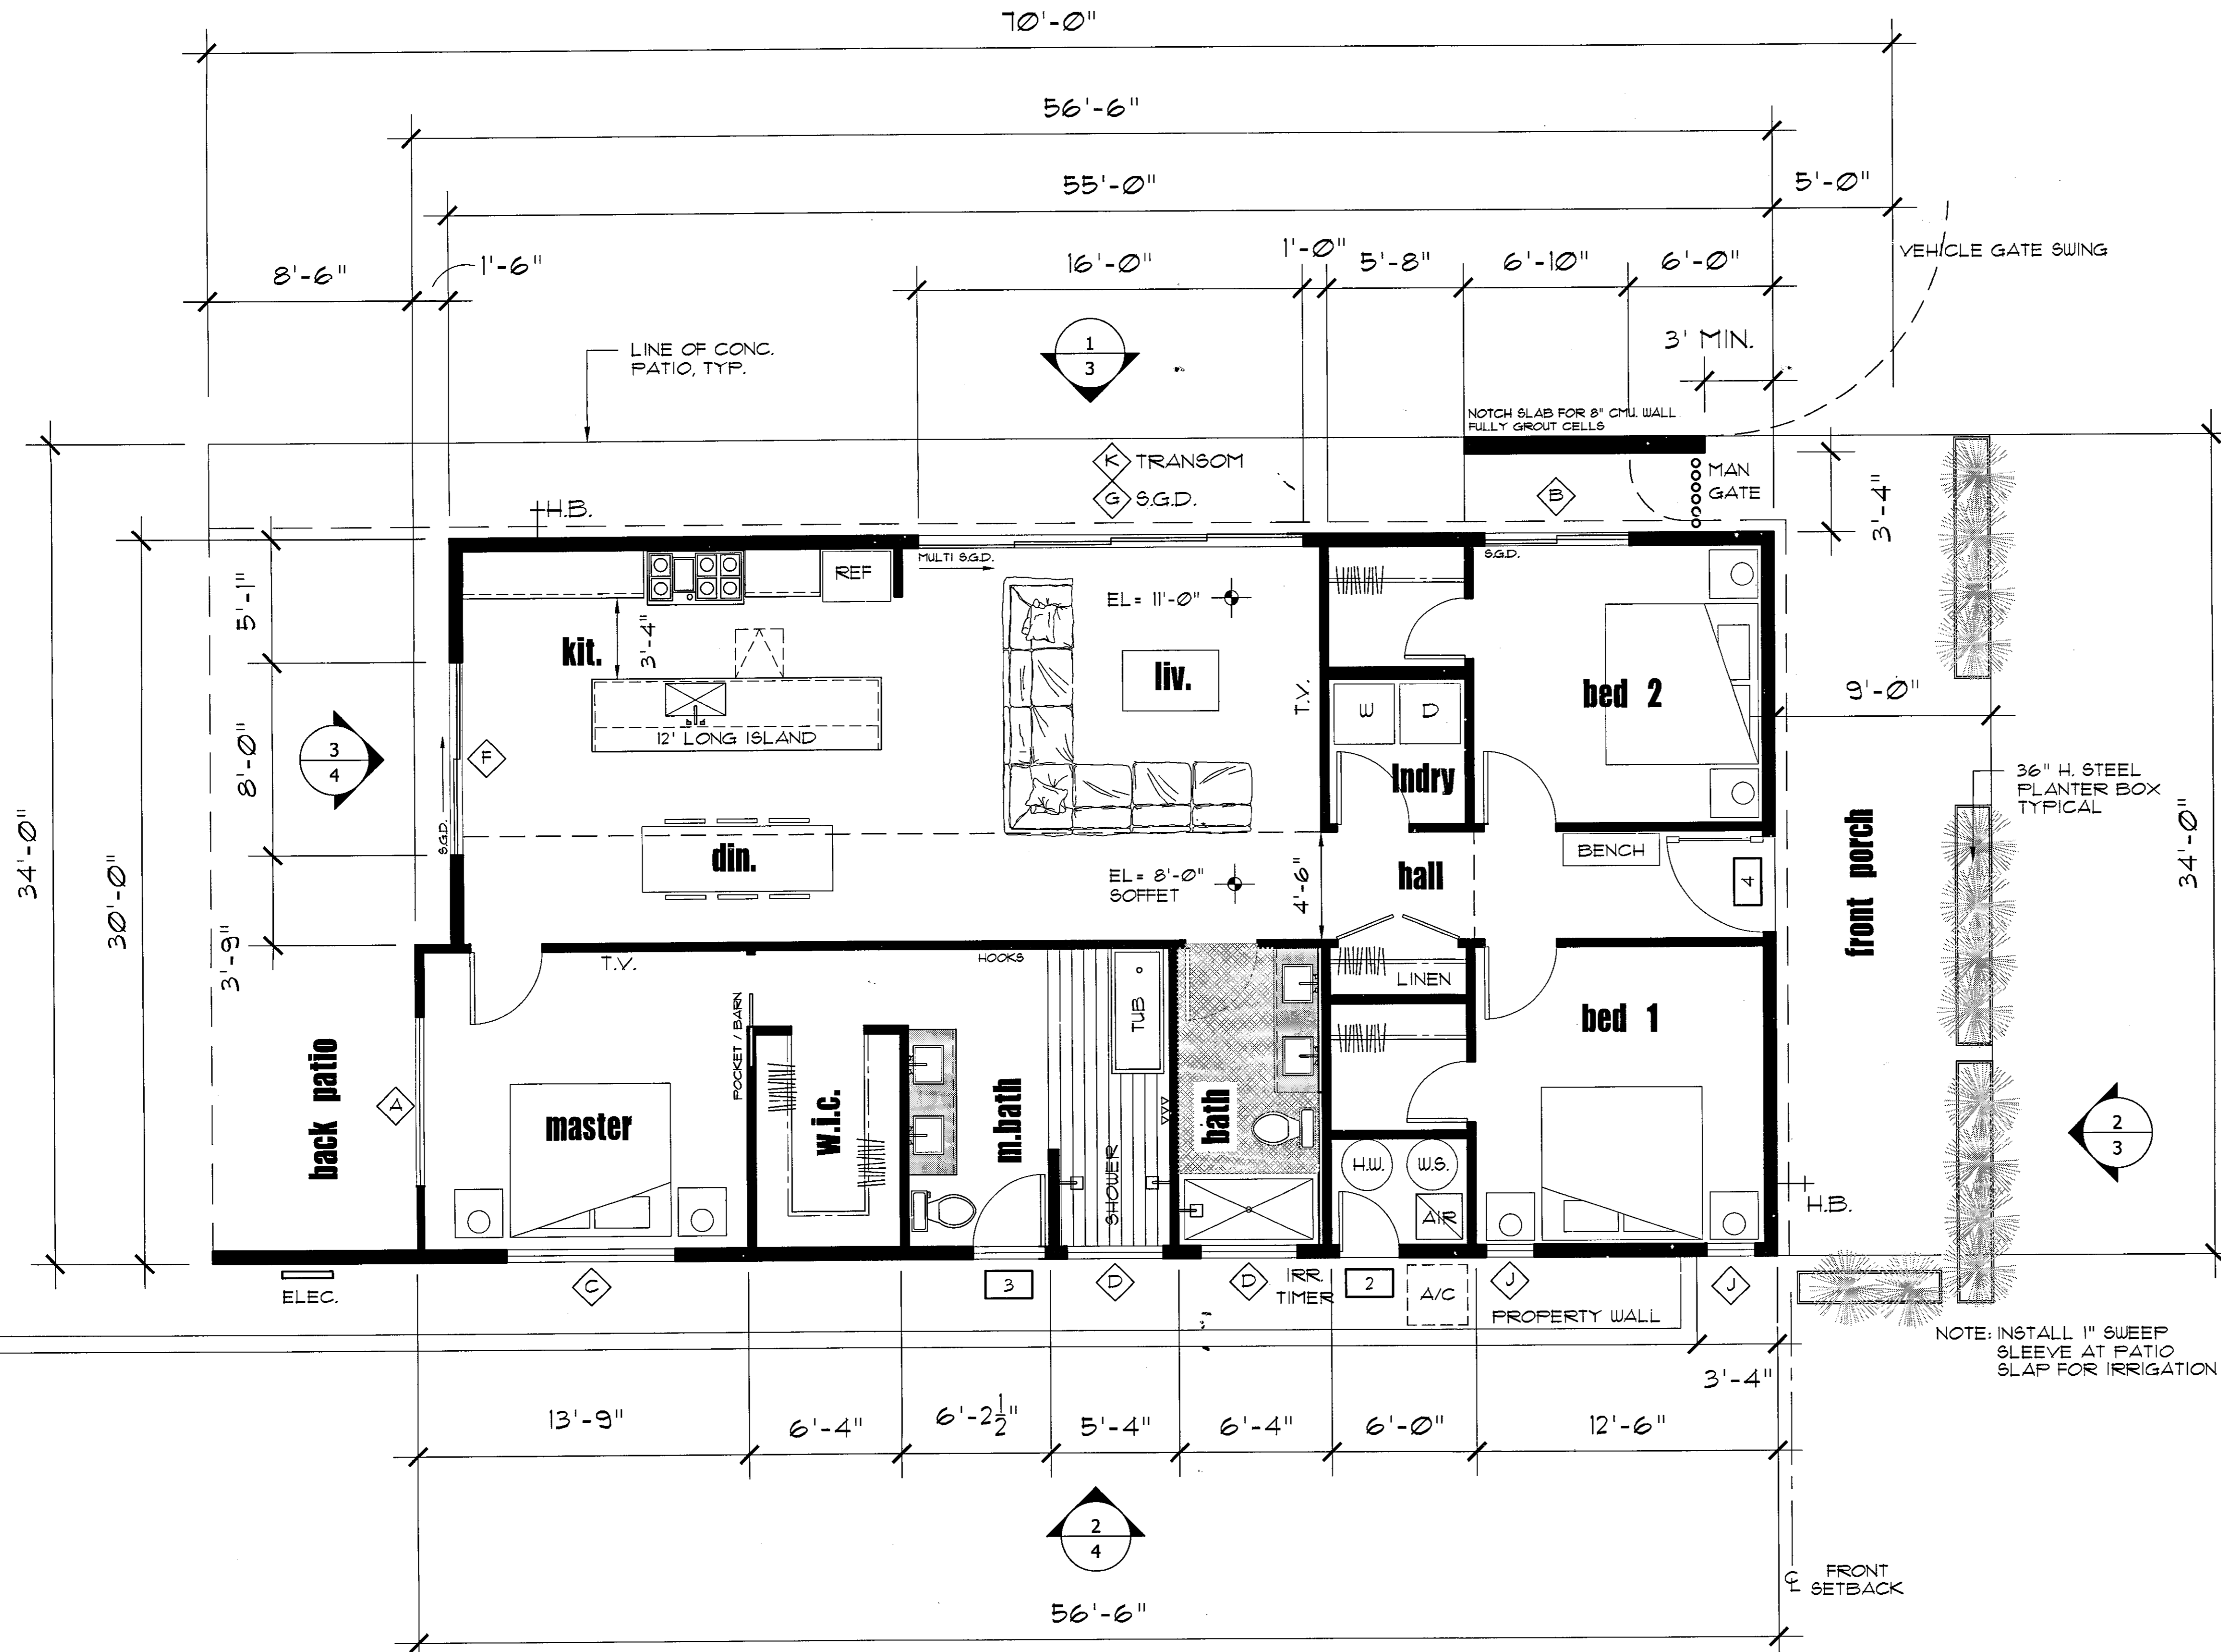 70'-0"
56'-6"
55'-0"
5'-0"
8'-6"
1'-6"
16'-0"
1'-0"
5'-8"
6'-10"
6'-0"
VEHICLE GATE SWING
3' MIN.
1
3
LINE OF CONC.
PATIO, TYP.
NOTCH SLAB FOR 8" CMU. WALL
FULLY GROUT CELLS
K TRANSOM
G S.G.D.
B
MAN
GATE
3'-4"
H.B.
MULTI S.G.D.
S.G.D.
REF
EL= 11'-0"
5'-1"
kit.
3'-4"
liv.
T.V.
W
D
bed 2
9'-0"
12' LONG ISLAND
F
3
4
8'-0"
lndry
36" H. STEEL
PLANTER BOX
TYPICAL
34'-0"
30'-0"
S.G.D.
din.
EL= 8'-0"
SOFFET
4'-6"
hall
BENCH
4
front porch
34'-0"
3'-9"
T.V.
HOOKS
LINEN
POCKET / BARN
TUB
bed 1
back patio
A
master
w.i.c.
m.bath
SHOWER
bath
H.W.
W.S.
AIR
2
3
H.B.
ELEC.
C
3
D
D
IRR.
TIMER
2
A/C
J
J
PROPERTY WALL
NOTE: INSTALL 1" SWEEP
SLEEVE AT PATIO
SLAP FOR IRRIGATION
3'-4"
13'-9"
6'-4"
6'-2½"
5'-4"
6'-4"
6'-0"
12'-6"
2
4
℄ FRONT
SETBACK
56'-6"